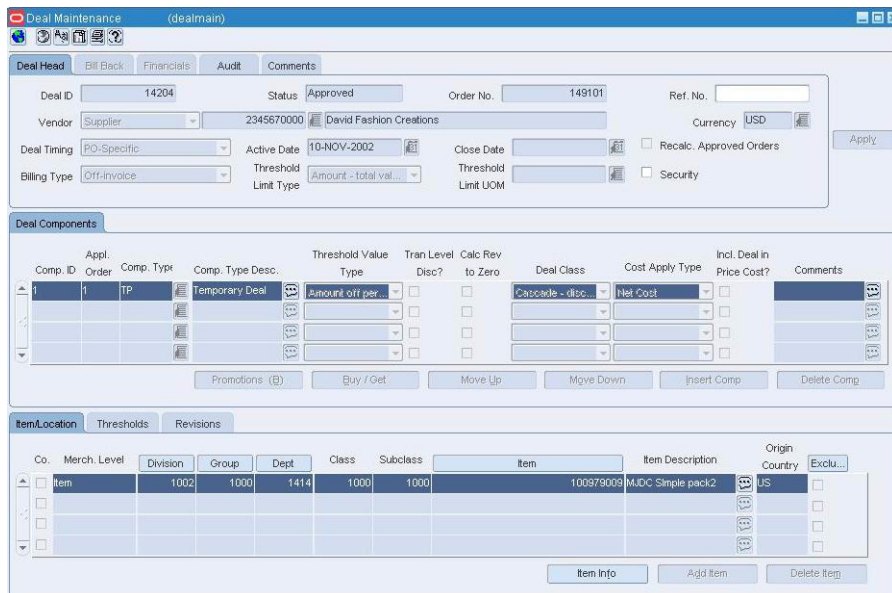 Deal Maintenance (dealmain)
Deal Head Bill Back Financials Audit Comments
Deal ID 14204 Status Approved Order No. 149101 Ref. No.
Vendor Supplier 2345670000 David Fashion Creations Currency USD
Apply
Deal Timing PO-Specific Active Date 10-NOV-2002 Close Date Recalc. Approved Orders
Billing Type Off-Invoice Threshold Limit Type Amount - total val... Threshold Limit UOM Security
Deal Components
Comp. ID Appl. Order Comp. Type Comp. Type Desc. Threshold Value Type Tran Level Disc? Calc Rev to Zero Deal Class Cost Apply Type Incl. Deal in Price Cost? Comments
1 1 TP Temporary Deal Amount off per... Cascade - disc... Net Cost
Promotions (B) Buy / Get Move Up Move Down Insert Comp Delete Comp
Item/Location Thresholds Revisions
Co. Merch. Level Division Group Dept Class Subclass Item Item Description Origin Country Exclu...
Item 1002 1000 1414 1000 1000 100979009 MJDC Simple pack2 US
Item Info Add Item Delete Item